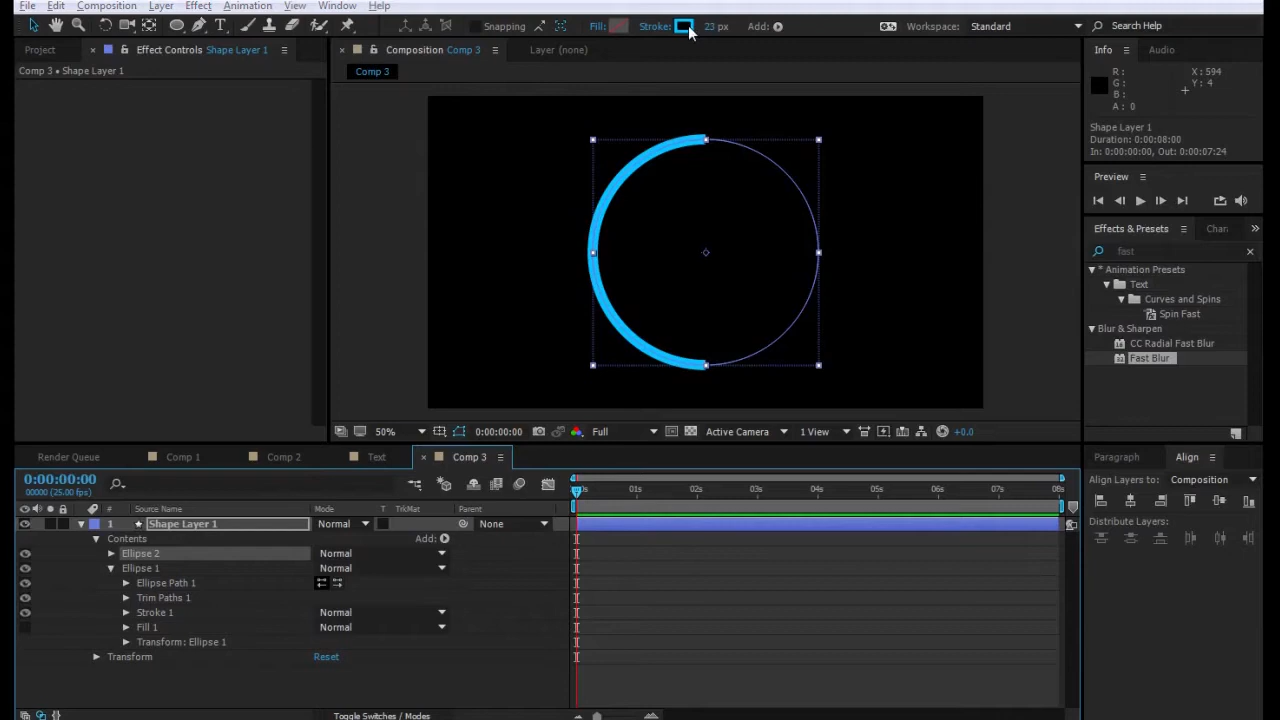 File Edit Composition Layer Effect Animation View Window Help
Snapping Fill: Stroke: 23 px Add: Workspace: Standard Search Help
Project Effect Controls Shape Layer 1 Composition Comp 3 Layer (none) Info Audio
Comp 3 • Shape Layer 1 Comp 3
R: X: 594
G: Y: 4
B:
A: 0
Shape Layer 1
Duration: 0:00:08:00
In: 0:00:00:00, Out: 0:00:07:24
Preview
Effects & Presets Chan
fast
* Animation Presets
Text
Curves and Spins
Spin Fast
Blur & Sharpen
CC Radial Fast Blur
Fast Blur
50% 0:00:00:00 Full Active Camera 1 View +0.0
Render Queue Comp 1 Comp 2 Text Comp 3 Paragraph Align
0:00:00:00
00000 (25.00 fps)
01s 02s 03s 04s 05s 06s 07s 08s
Align Layers to: Composition
# Source Name Mode T TrkMat Parent
1 Shape Layer 1 Normal None
Distribute Layers:
Contents Add:
Ellipse 2 Normal
Ellipse 1 Normal
Ellipse Path 1
Trim Paths 1
Stroke 1 Normal
Fill 1 Normal
Transform: Ellipse 1
Transform Reset
Toggle Switches / Modes